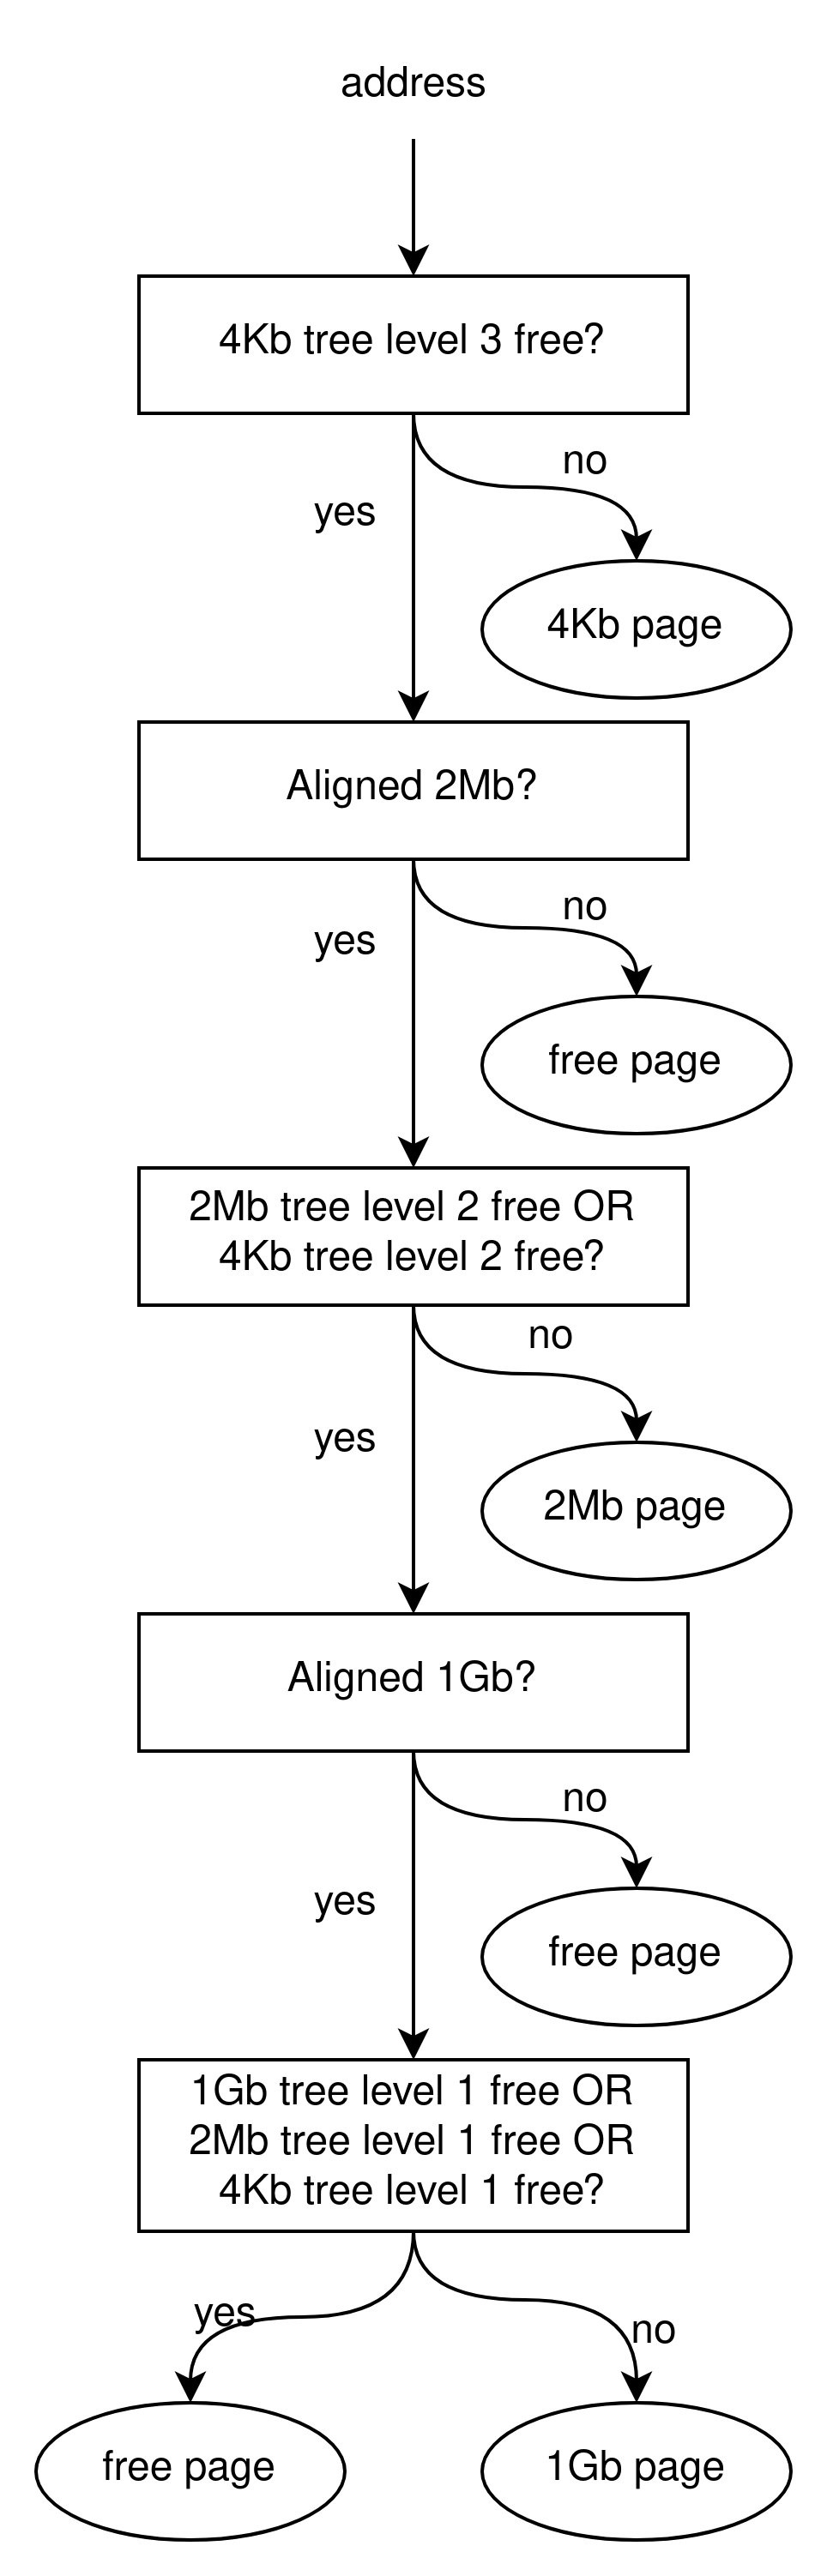 address
4Kb tree level 3 free?
no
yes
4Kb page
Aligned 2Mb?
no
yes
free page
2Mb tree level 2 free OR
4Kb tree level 2 free?
no
yes
2Mb page
Aligned 1Gb?
no
yes
free page
1Gb tree level 1 free OR
2Mb tree level 1 free OR
4Kb tree level 1 free?
yes
no
free page
1Gb page